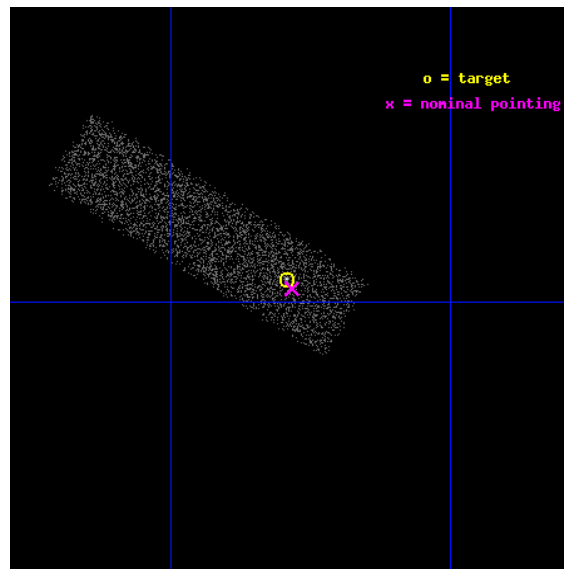 o = target
x = nominal pointing